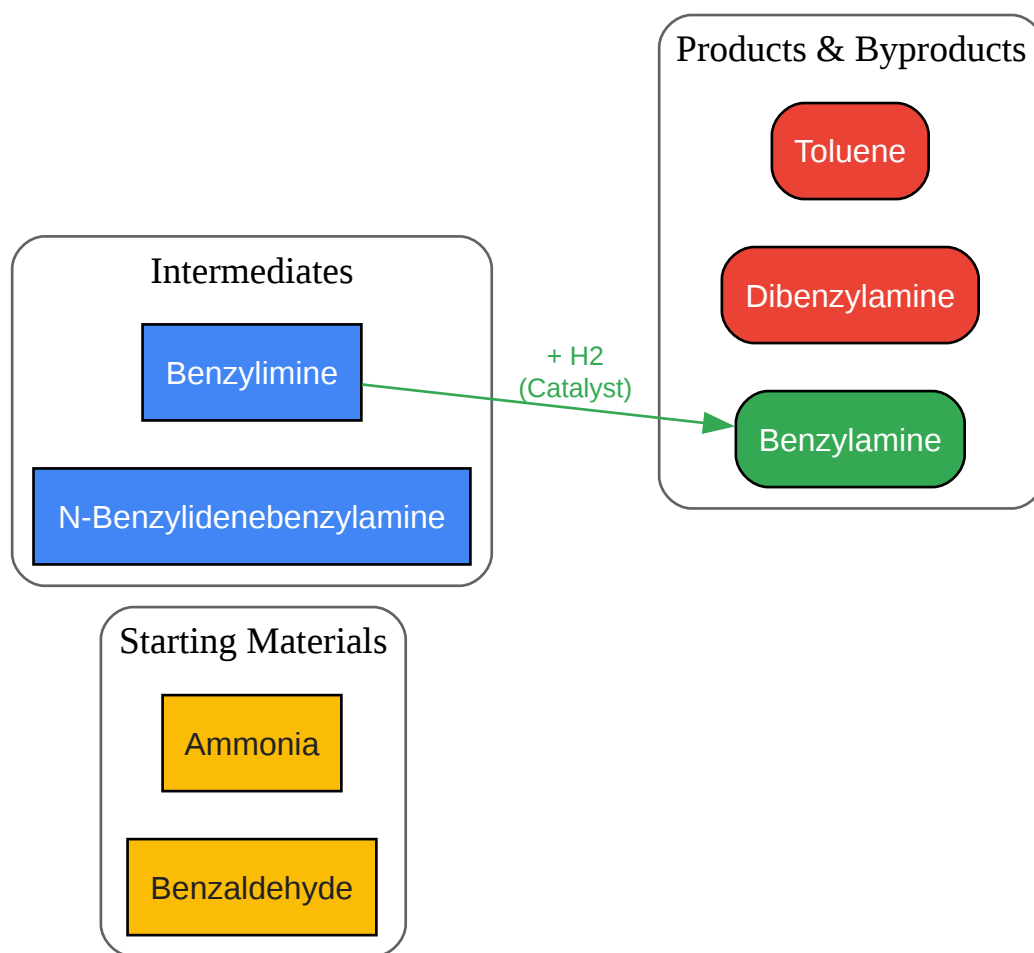 Products & Byproducts
Toluene
Dibenzylamine
Benzylamine
Intermediates
Benzylimine
N-Benzylidenebenzylamine
+ H2
(Catalyst)
Starting Materials
Ammonia
Benzaldehyde